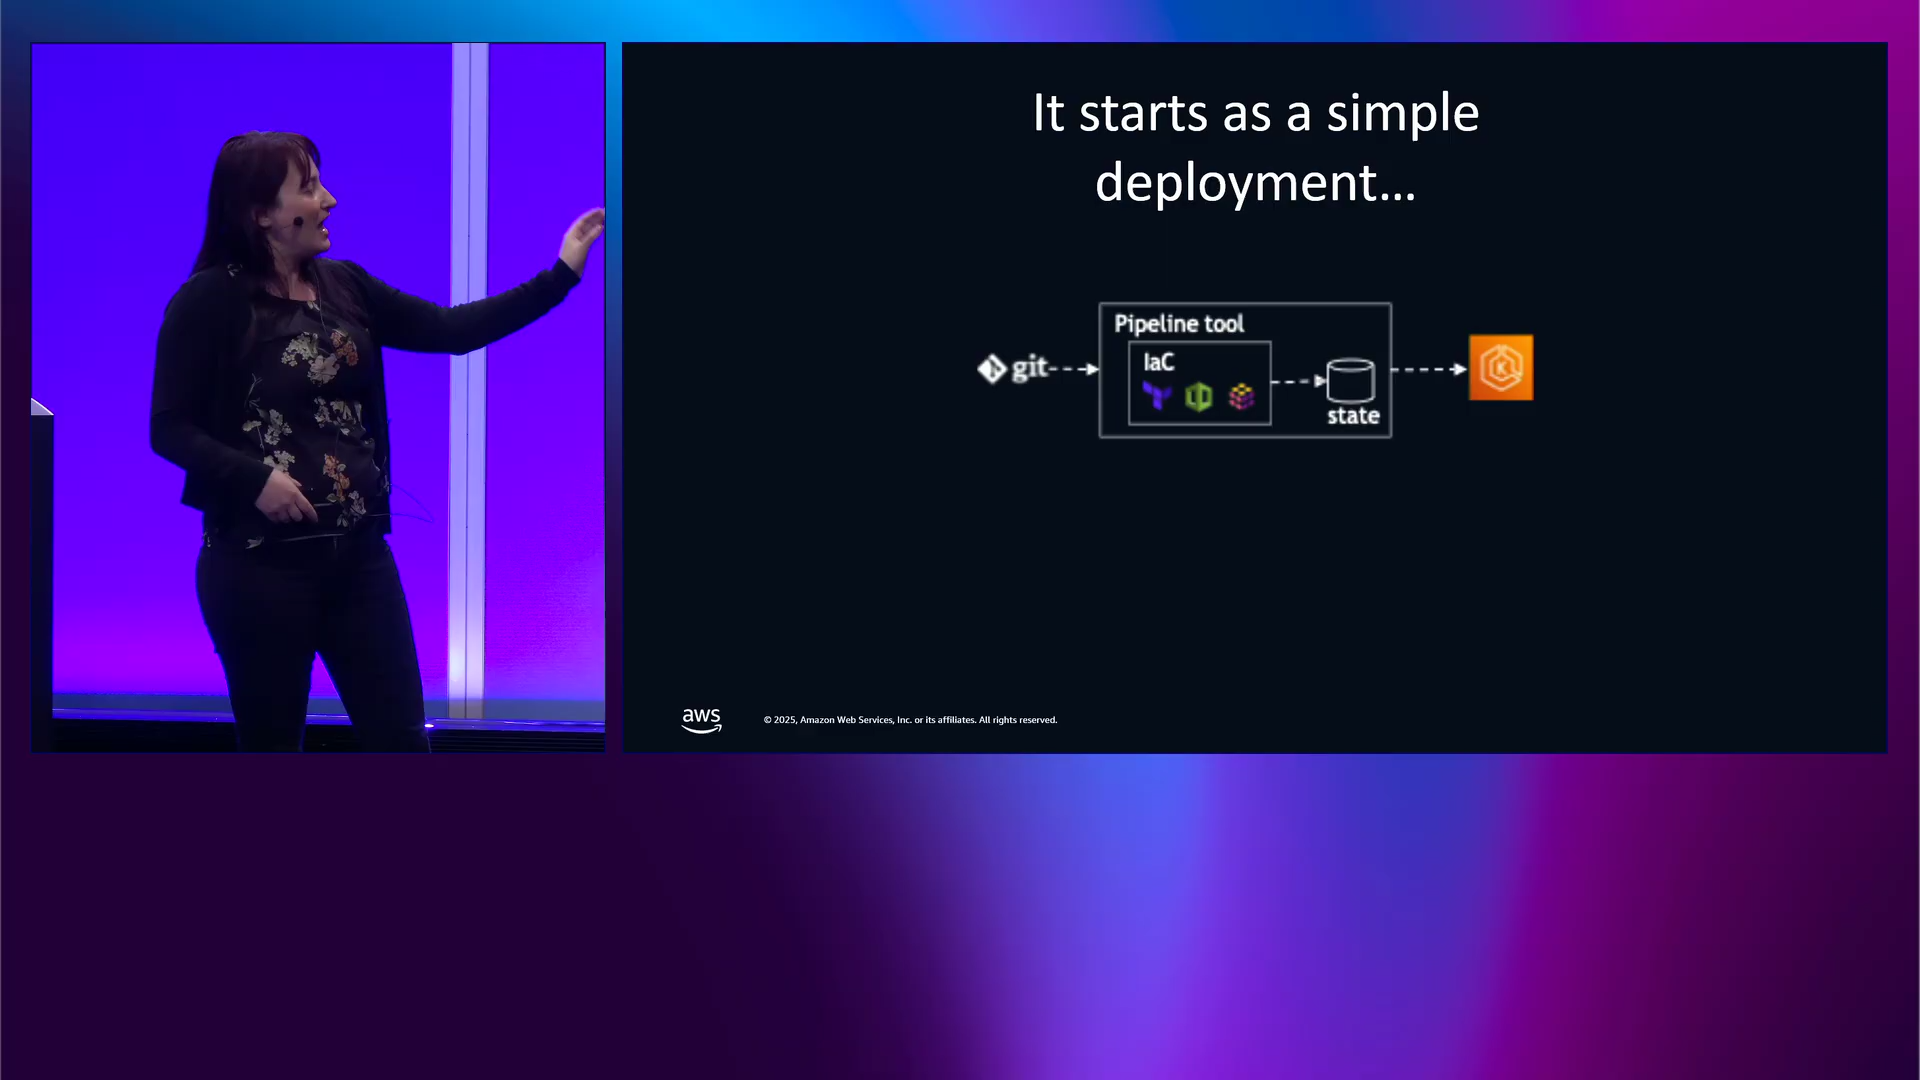 It starts as a simple
deployment...
git
Pipeline tool
IaC
state
aws
© 2025, Amazon Web Services, Inc. or its affiliates. All rights reserved.